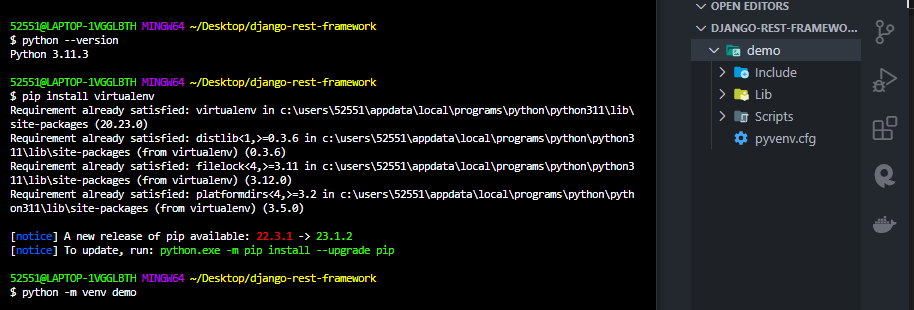 52551@LAPTOP-1VGGLBTH MINGW64 ~/Desktop/django-rest-framework
$ python --version
Python 3.11.3
52551@LAPTOP-1VGGLBTH MINGW64 ~/Desktop/django-rest-framework
$ pip install virtualenv
Requirement already satisfied: virtualenv in c:\users\52551\appdata\local\programs\python\python311\lib\
site-packages (20.23.0)
Requirement already satisfied: distlib<1,>=0.3.6 in c:\users\52551\appdata\local\programs\python\python3
11\lib\site-packages (from virtualenv) (0.3.6)
Requirement already satisfied: filelock<4,>=3.11 in c:\users\52551\appdata\local\programs\python\python3
11\lib\site-packages (from virtualenv) (3.12.0)
Requirement already satisfied: platformdirs<4,>=3.2 in c:\users\52551\appdata\local\programs\python\pyth
on311\lib\site-packages (from virtualenv) (3.5.0)
[notice] A new release of pip available: 22.3.1 -> 23.1.2
[notice] To update, run: python.exe -m pip install --upgrade pip
52551@LAPTOP-1VGGLBTH MINGW64 ~/Desktop/django-rest-framework
$ python -m venv demo
OPEN EDITORS
DJANGO-REST-FRAMEWO...
demo
Include
Lib
Scripts
pyvenv.cfg